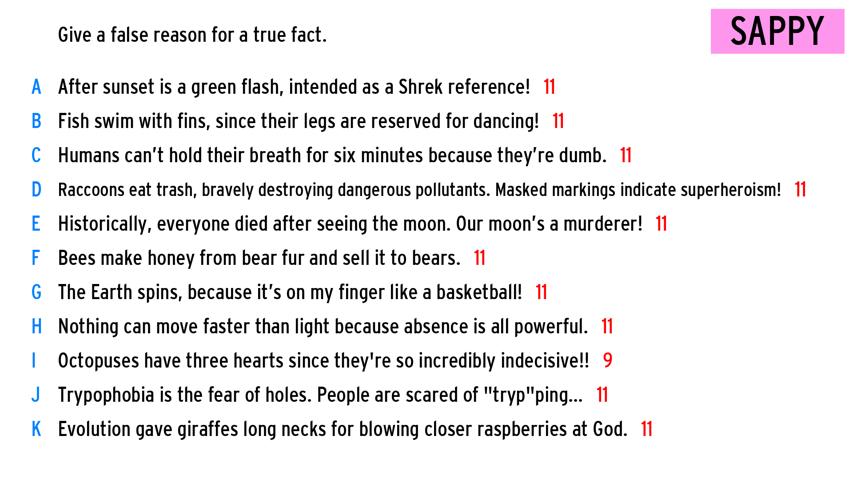 Give a false reason for a true fact.
SAPPY
A After sunset is a green flash, intended as a Shrek reference! 11
B Fish swim with fins, since their legs are reserved for dancing! 11
C Humans can't hold their breath for six minutes because they're dumb. 11
D Raccoons eat trash, bravely destroying dangerous pollutants. Masked markings indicate superheroism! 11
E Historically, everyone died after seeing the moon. Our moon's a murderer! 11
F Bees make honey from bear fur and sell it to bears. 11
G The Earth spins, because it's on my finger like a basketball! 11
H Nothing can move faster than light because absence is all powerful. 11
I Octopuses have three hearts since they're so incredibly indecisive!! 9
J Trypophobia is the fear of holes. People are scared of "tryp"ping... 11
K Evolution gave giraffes long necks for blowing closer raspberries at God. 11